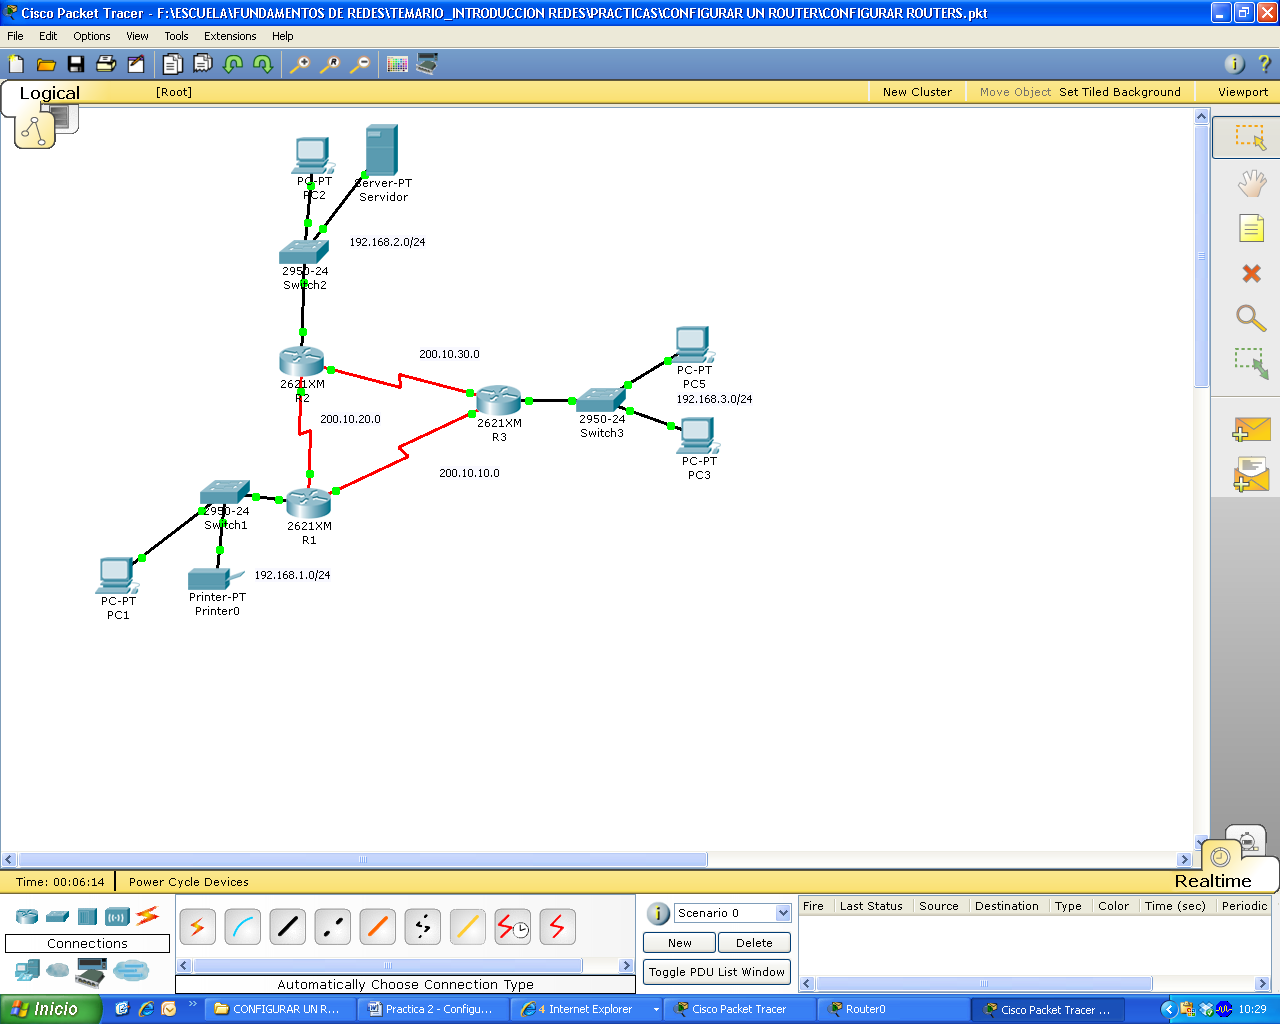 Cisco Packet Tracer - F:\ESCUELA\FUNDAMENTOS DE REDES\TEMARIO_INTRODUCCION REDES\PRACTICAS\CONFIGURAR UN ROUTER\CONFIGURAR ROUTERS.pkt
File Edit Options View Tools Extensions Help
Logical [Root] New Cluster Move Object Set Tiled Background Viewport
PC-PT
PC2
Server-PT
Servidor
192.168.2.0/24
2950-24
Switch2
200.10.30.0
2621XM
R2
PC-PT
PC5
192.168.3.0/24
200.10.20.0
2621XM
R3
2950-24
Switch3
PC-PT
PC3
200.10.10.0
2950-24
Switch1
2621XM
R1
192.168.1.0/24
PC-PT
PC1
Printer-PT
Printer0
Realtime
Time: 00:06:14 Power Cycle Devices
Connections
Automatically Choose Connection Type
Scenario 0
New Delete
Toggle PDU List Window
Fire Last Status Source Destination Type Color Time (sec) Periodic
Inicio CONFIGURAR UN R... Practica 2 - Configu... 4 Internet Explorer Cisco Packet Tracer Router0 Cisco Packet Tracer ... 10:29